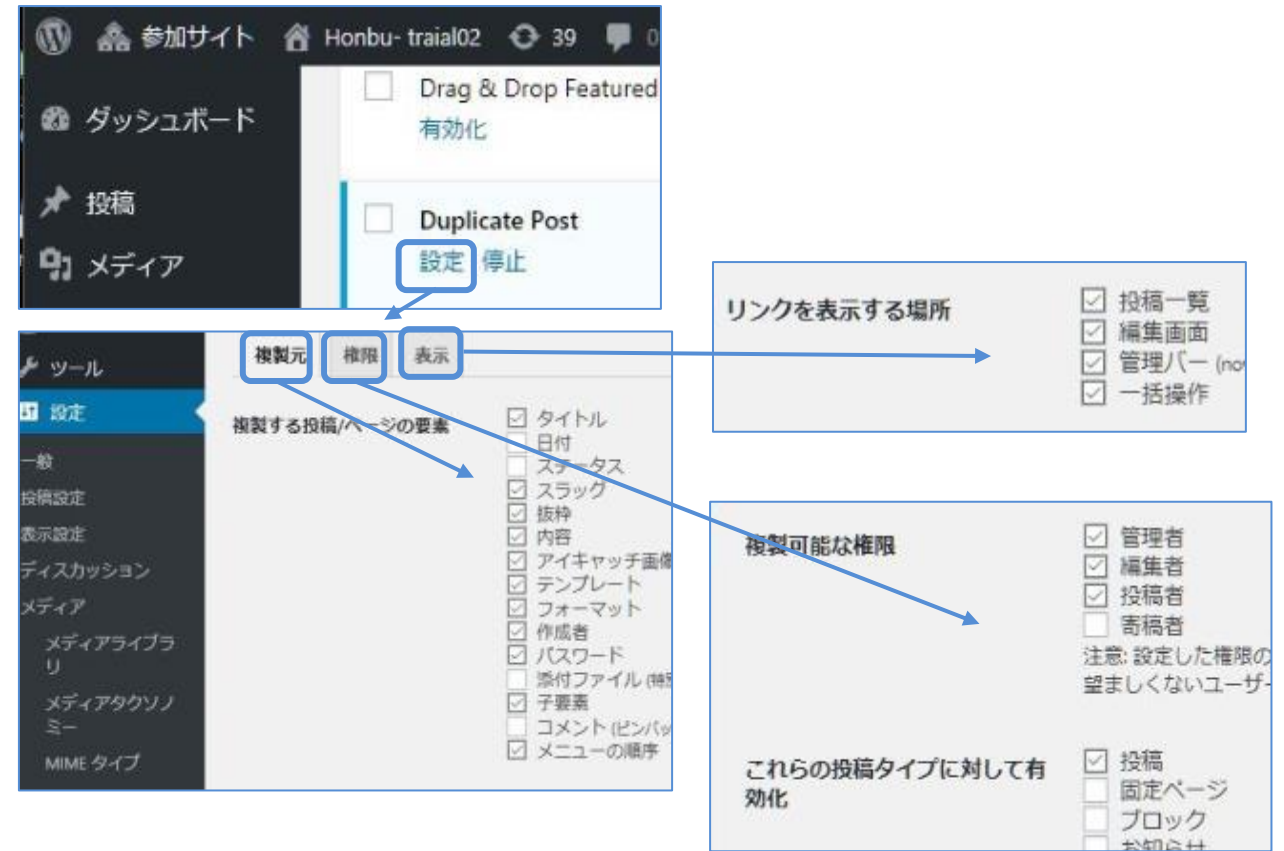 参加サイト Honbu- traial02 39 0
ダッシュボード
投稿
メディア
Drag & Drop Featured
有効化
Duplicate Post
設定 停止
ツール
設定
一般
投稿設定
表示設定
ディスカッション
メディア
メディアライブラ
リ
メディアタクソノ
ミー
MIME タイプ
複製元 権限 表示
複製する投稿/ページの要素
タイトル
日付
ステータス
スラッグ
抜粋
内容
アイキャッチ画像
テンプレート
フォーマット
作成者
パスワード
添付ファイル (特別
子要素
コメント (ピンバッ
メニューの順序
リンクを表示する場所
投稿一覧
編集画面
管理バー (now
一括操作
複製可能な権限
管理者
編集者
投稿者
寄稿者
注意: 設定した権限の
望ましくないユーザー
これらの投稿タイプに対して有
効化
投稿
固定ページ
ブロック
お知らせ